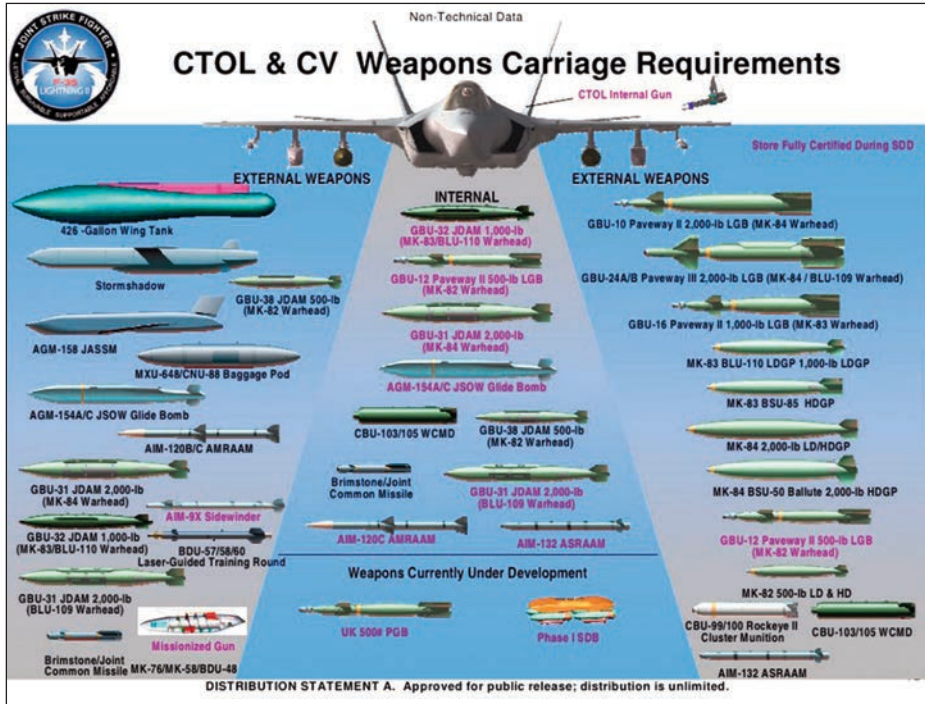 Non-Technical Data
JOINT STRIKE FIGHTER
F-35
LIGHTNING II
LETHAL SURVIVABLE SUPPORTABLE AFFORDABLE
CTOL & CV Weapons Carriage Requirements
CTOL Internal Gun
Store Fully Certified During SDD
EXTERNAL WEAPONS
426 -Gallon Wing Tank
Stormshadow
GBU-38 JDAM 500-lb
(MK-82 Warhead)
AGM-158 JASSM
MXU-648/CNU-88 Baggage Pod
AGM-154A/C JSOW Glide Bomb
AIM-120B/C AMRAAM
GBU-31 JDAM 2,000-lb
(MK-84 Warhead)
AIM-9X Sidewinder
GBU-32 JDAM 1,000-lb
(MK-83/BLU-110 Warhead)
BDU-57/58/60
Laser-Guided Training Round
GBU-31 JDAM 2,000-lb
(BLU-109 Warhead)
Missionized Gun
Brimstone/Joint
Common Missile
MK-76/MK-58/BDU-48
INTERNAL
GBU-32 JDAM 1,000-lb
(MK-83/BLU-110 Warhead)
GBU-12 Paveway II 500-lb LGB
(MK-82 Warhead)
GBU-31 JDAM 2,000-lb
(MK-84 Warhead)
AGM-154A/C JSOW Glide Bomb
CBU-103/105 WCMD
GBU-38 JDAM 500-lb
(MK-82 Warhead)
Brimstone/Joint
Common Missile
GBU-31 JDAM 2,000-lb
(BLU-109 Warhead)
AIM-120C AMRAAM
AIM-132 ASRAAM
Weapons Currently Under Development
UK 500# PGB
Phase I SDB
EXTERNAL WEAPONS
GBU-10 Paveway II 2,000-lb LGB (MK-84 Warhead)
GBU-24A/B Paveway III 2,000-lb LGB (MK-84 / BLU-109 Warhead)
GBU-16 Paveway II 1,000-lb LGB (MK-83 Warhead)
MK-83 BLU-110 LDGP 1,000-lb LDGP
MK-83 BSU-85 HDGP
MK-84 2,000-lb LD/HDGP
MK-84 BSU-50 Ballute 2,000-lb HDGP
GBU-12 Paveway II 500-lb LGB
(MK-82 Warhead)
MK-82 500-lb LD & HD
CBU-99/100 Rockeye II
Cluster Munition
CBU-103/105 WCMD
AIM-132 ASRAAM
DISTRIBUTION STATEMENT A. Approved for public release; distribution is unlimited.